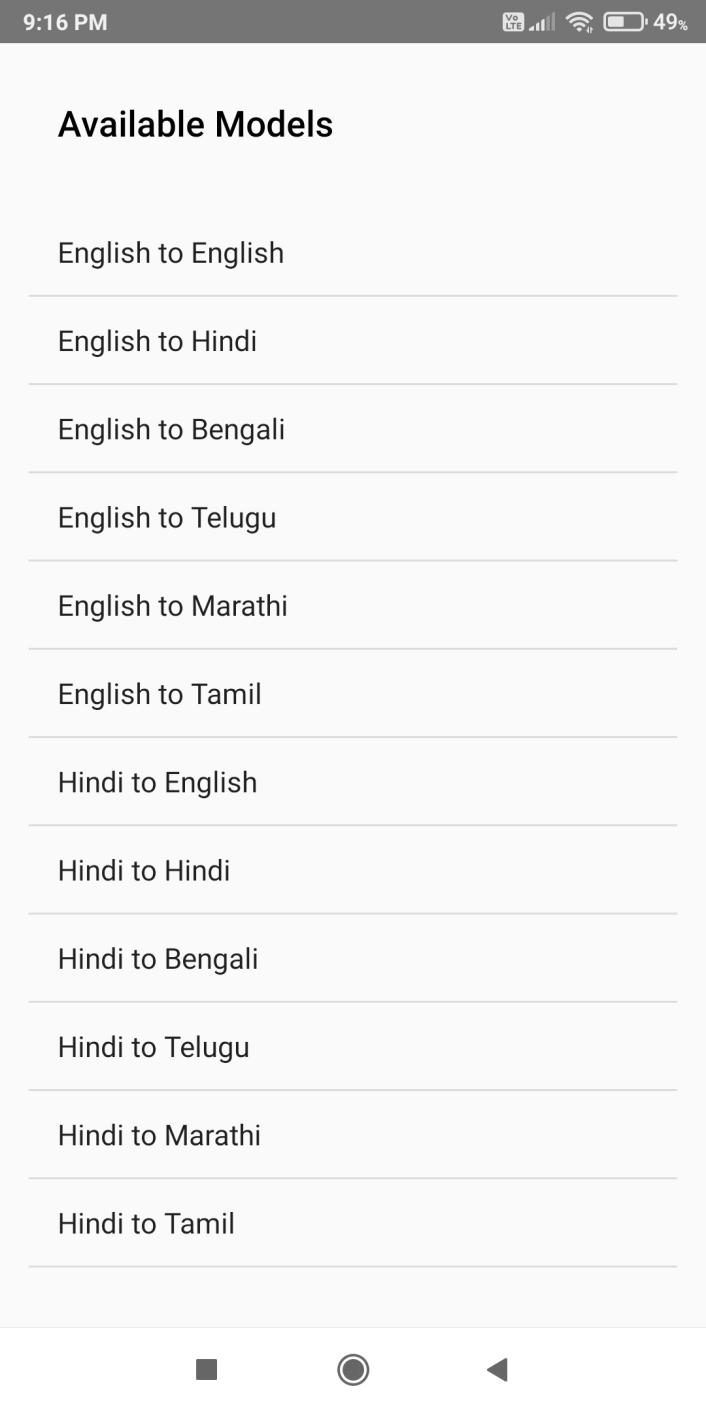 9:16 PM Vo LTE 49%
Available Models
English to English
English to Hindi
English to Bengali
English to Telugu
English to Marathi
English to Tamil
Hindi to English
Hindi to Hindi
Hindi to Bengali
Hindi to Telugu
Hindi to Marathi
Hindi to Tamil